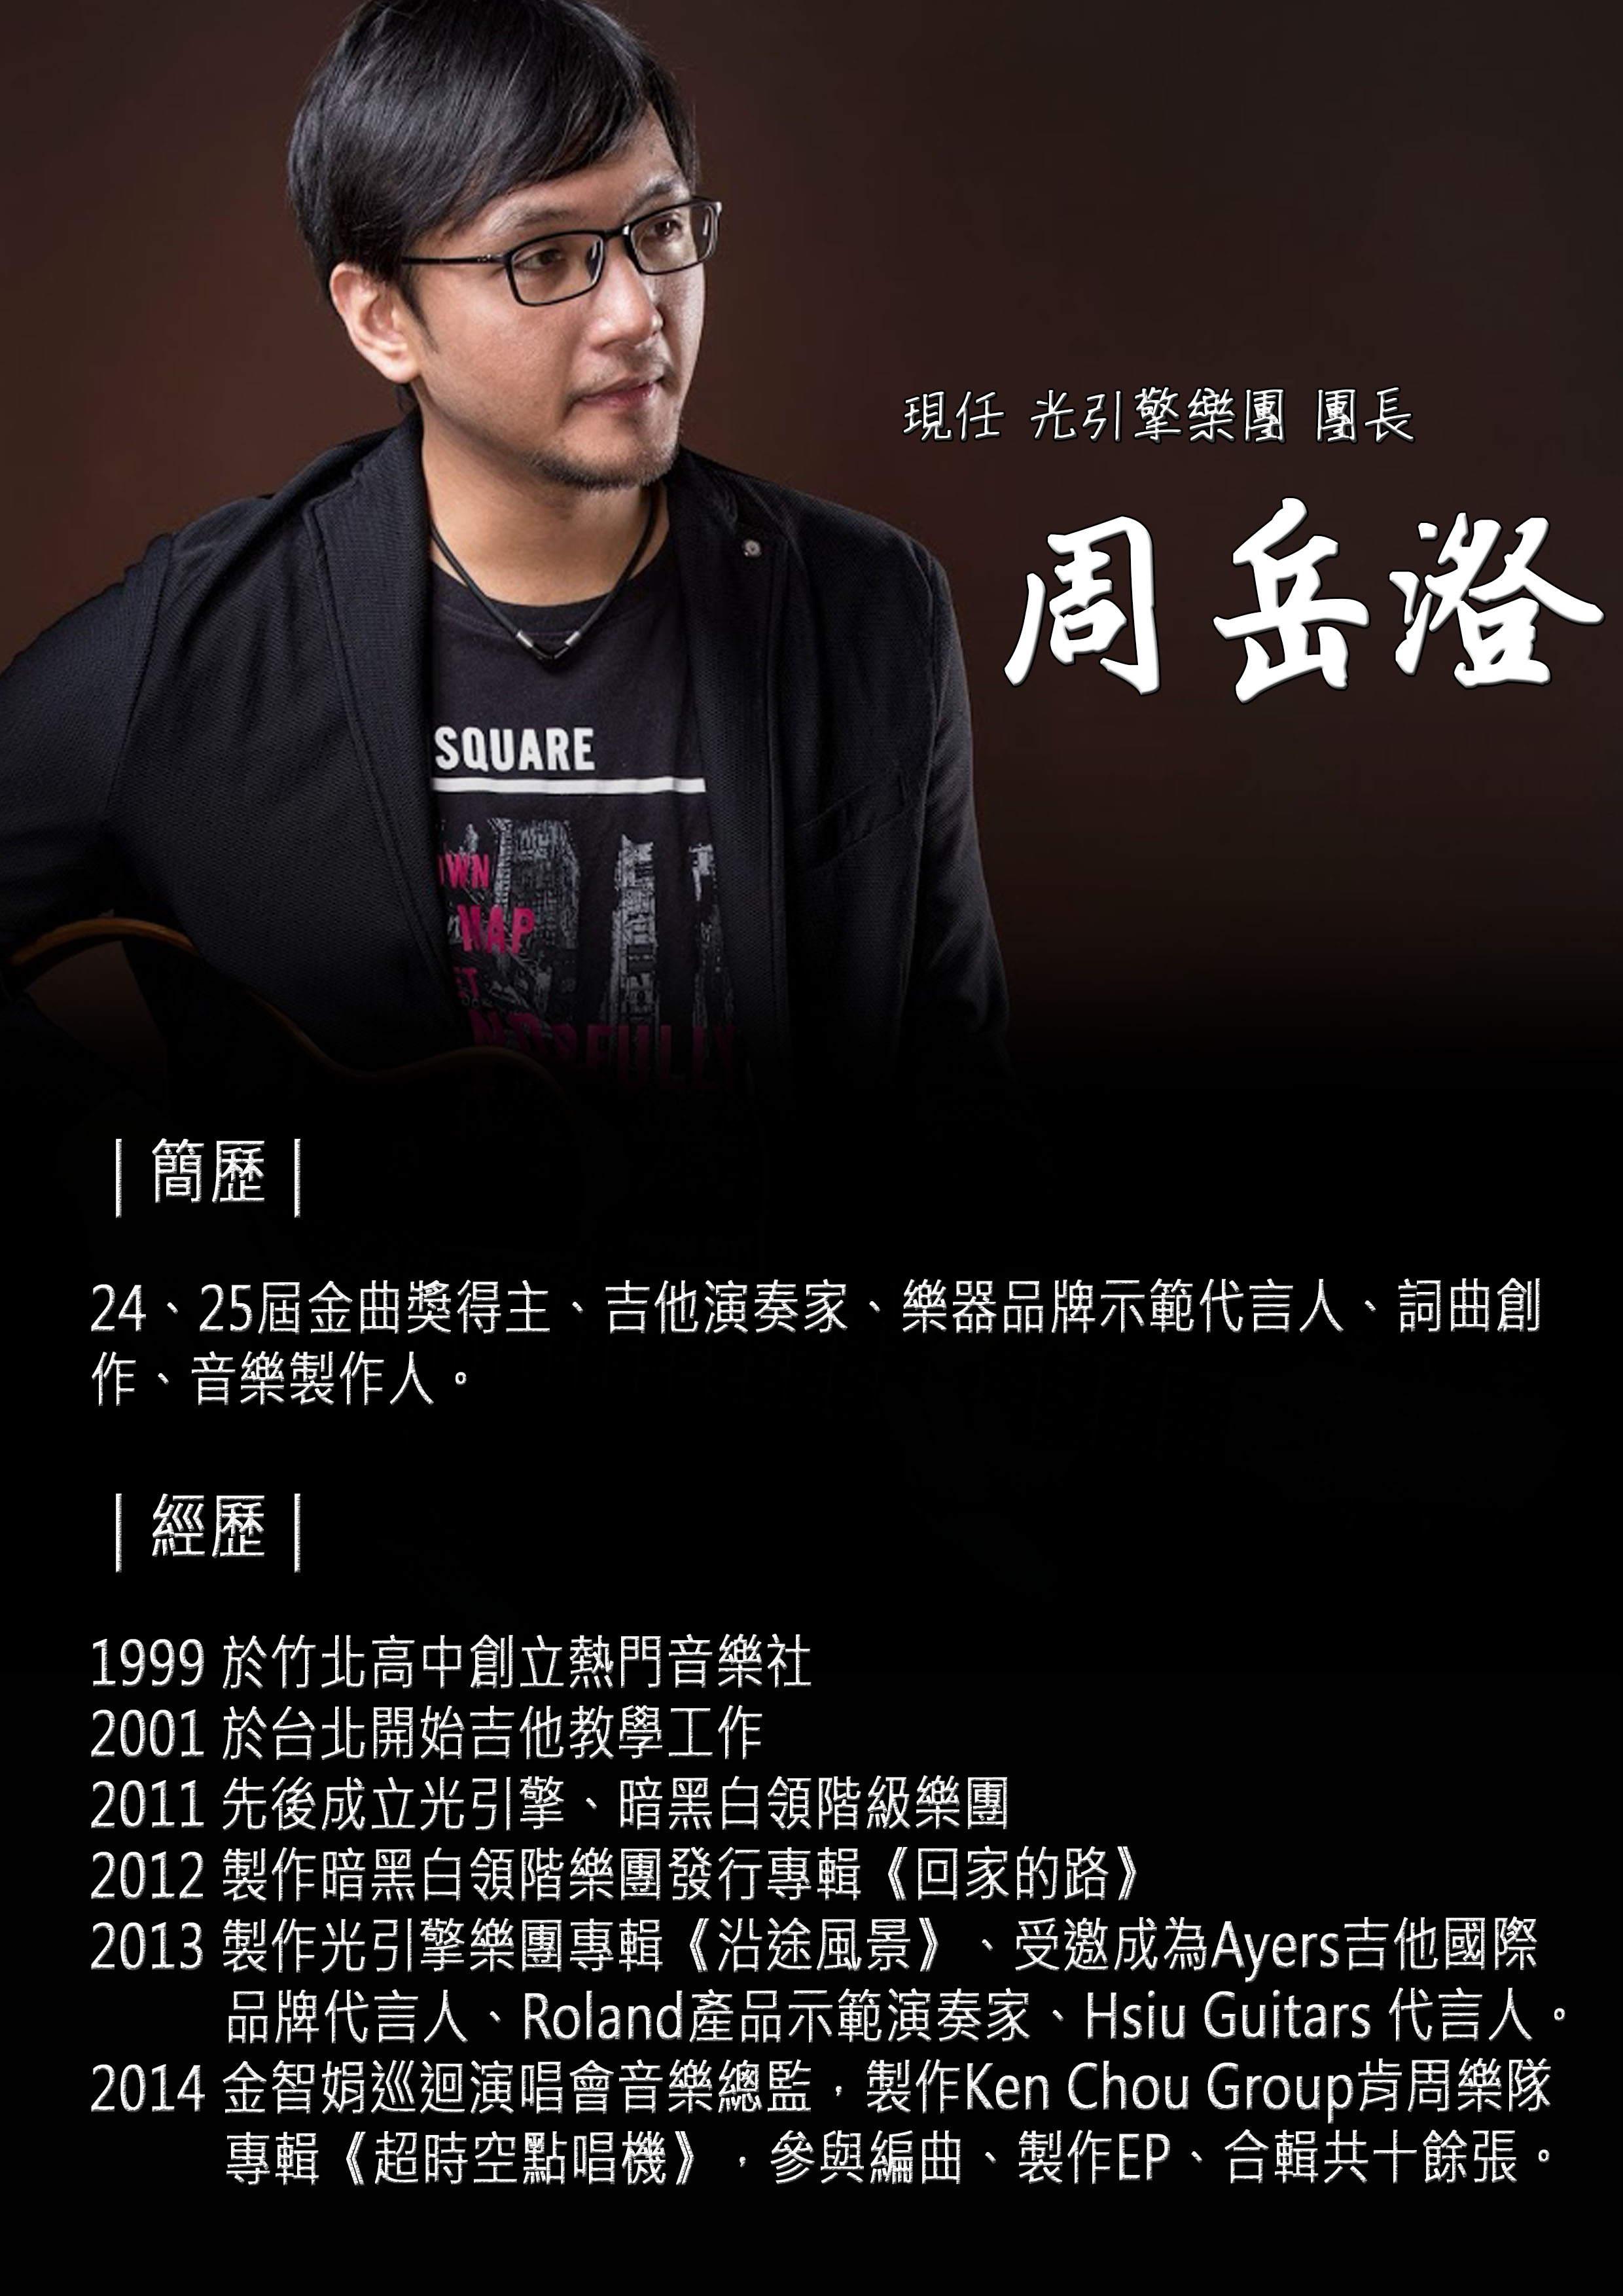 現任 光引擎樂團 團長
周岳澄
SQUARE
MAP
| 簡歷 |
24、25屆金曲獎得主、吉他演奏家、樂器品牌示範代言人、詞曲創
作、音樂製作人。
| 經歷 |
1999 於竹北高中創立熱門音樂社
2001 於台北開始吉他教學工作
2011 先後成立光引擎、暗黑白領階級樂團
2012 製作暗黑白領階樂團發行專輯《回家的路》
2013 製作光引擎樂團專輯《沿途風景》、受邀成為Ayers吉他國際
品牌代言人、Roland產品示範演奏家、Hsiu Guitars 代言人。
2014 金智娟巡迴演唱會音樂總監，製作Ken Chou Group肯周樂隊
專輯《超時空點唱機》，參與編曲、製作EP、合輯共十餘張。